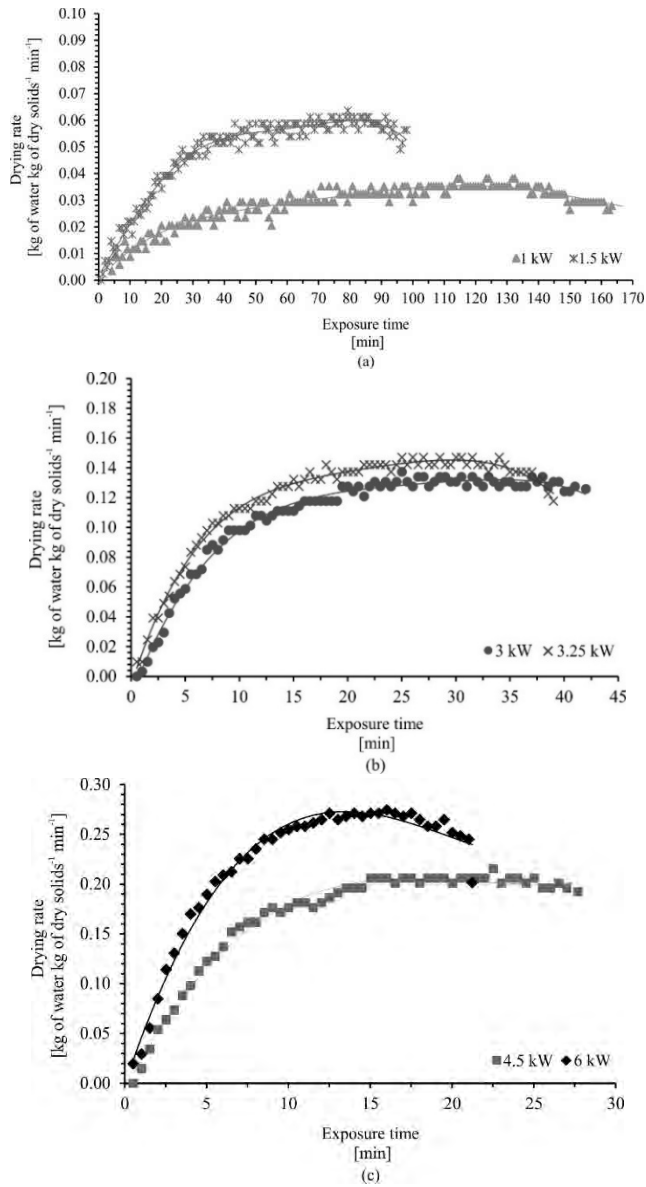 0.10
0.09
0.08
0.07
0.06
0.05
0.04
0.03
0.02
0.01
0.00
Drying rate
[kg of water kg of dry solids⁻¹ min⁻¹]
1 kW 1.5 kW
0 10 20 30 40 50 60 70 80 90 100 110 120 130 140 150 160 170
Exposure time
[min]
(a)
0.20
0.18
0.16
0.14
0.12
0.10
0.08
0.06
0.04
0.02
0.00
Drying rate
[kg of water kg of dry solids⁻¹ min⁻¹]
3 kW 3.25 kW
0 5 10 15 20 25 30 35 40 45
Exposure time
[min]
(b)
0.30
0.25
0.20
0.15
0.10
0.05
0.00
Drying rate
[kg of water kg of dry solids⁻¹ min⁻¹]
4.5 kW 6 kW
0 5 10 15 20 25 30
Exposure time
[min]
(c)